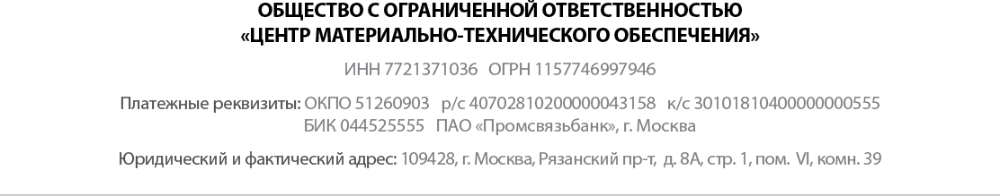 ОБЩЕСТВО С ОГРАНИЧЕННОЙ ОТВЕТСТВЕННОСТЬЮ
«ЦЕНТР МАТЕРИАЛЬНО-ТЕХНИЧЕСКОГО ОБЕСПЕЧЕНИЯ»
ИНН 7721371036 ОГРН 1157746997946
Платежные реквизиты: ОКПО 51260903 р/с 40702810200000043158 к/с 30101810400000000555
БИК 044525555 ПАО «Промсвязьбанк», г. Москва
Юридический и фактический адрес: 109428, г. Москва, Рязанский пр-т, д. 8А, стр. 1, пом. VI, комн. 39